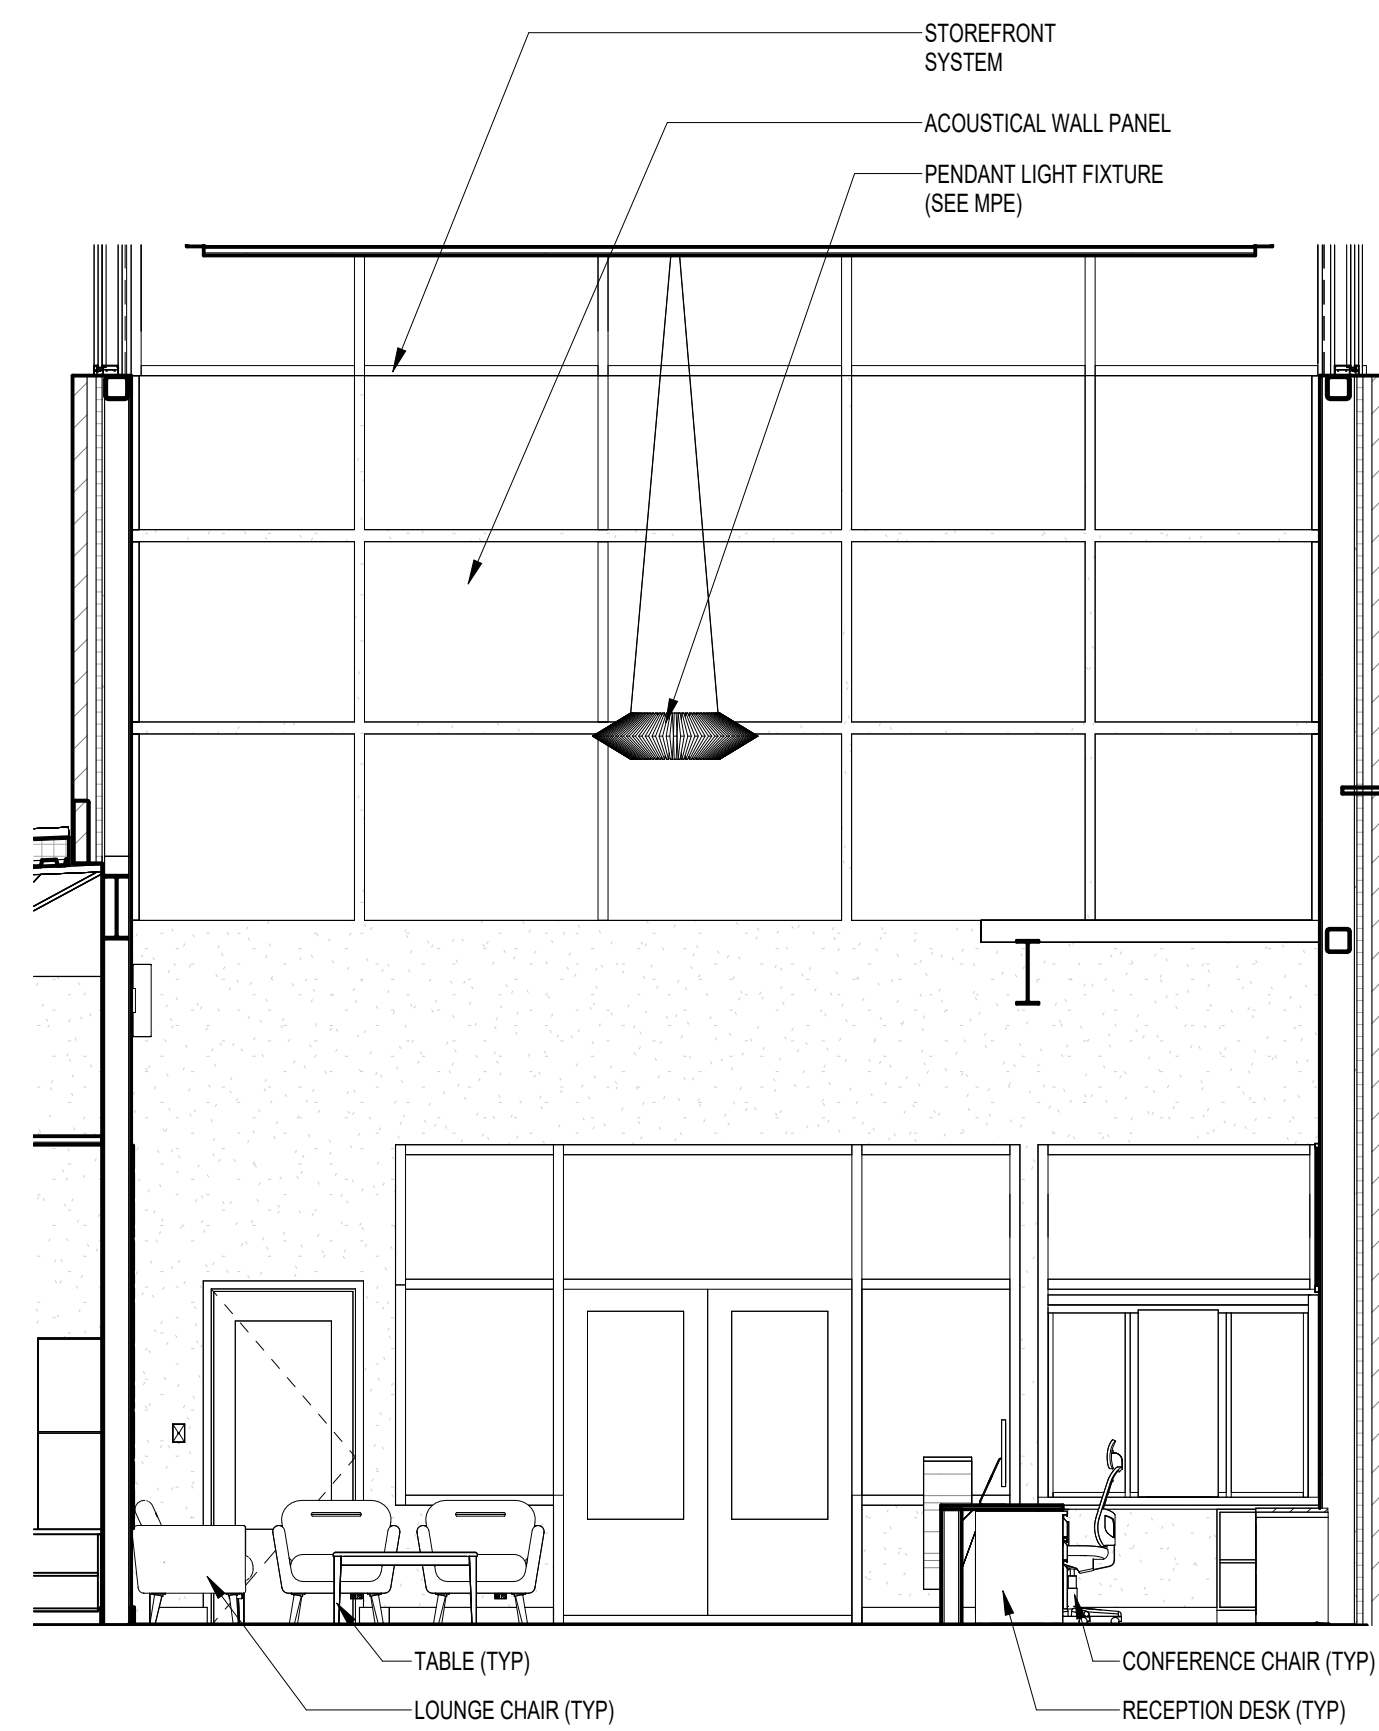 STOREFRONT
SYSTEM
ACOUSTICAL WALL PANEL
PENDANT LIGHT FIXTURE
(SEE MPE)
TABLE (TYP)
LOUNGE CHAIR (TYP)
CONFERENCE CHAIR (TYP)
RECEPTION DESK (TYP)